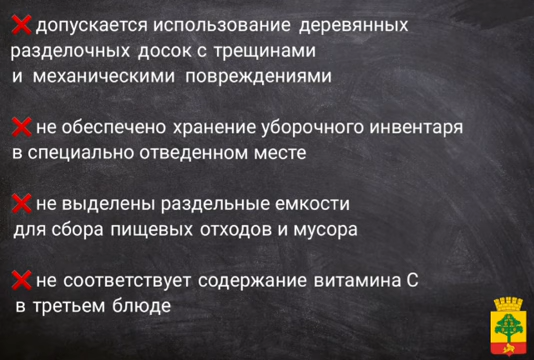 ❌ допускается использование деревянных
разделочных досок с трещинами
и механическими повреждениями
❌ не обеспечено хранение уборочного инвентаря
в специально отведенном месте
❌ не выделены раздельные емкости
для сбора пищевых отходов и мусора
❌ не соответствует содержание витамина С
в третьем блюде